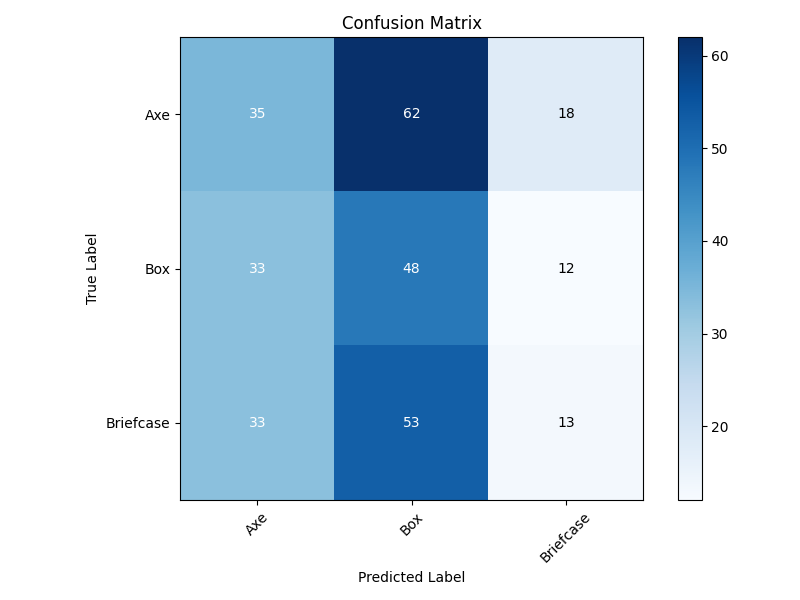 Confusion Matrix
True Label
Axe
35 62 18
Box
33 48 12
Briefcase
33 53 13
Axe Box Briefcase
Predicted Label
60
50
40
30
20